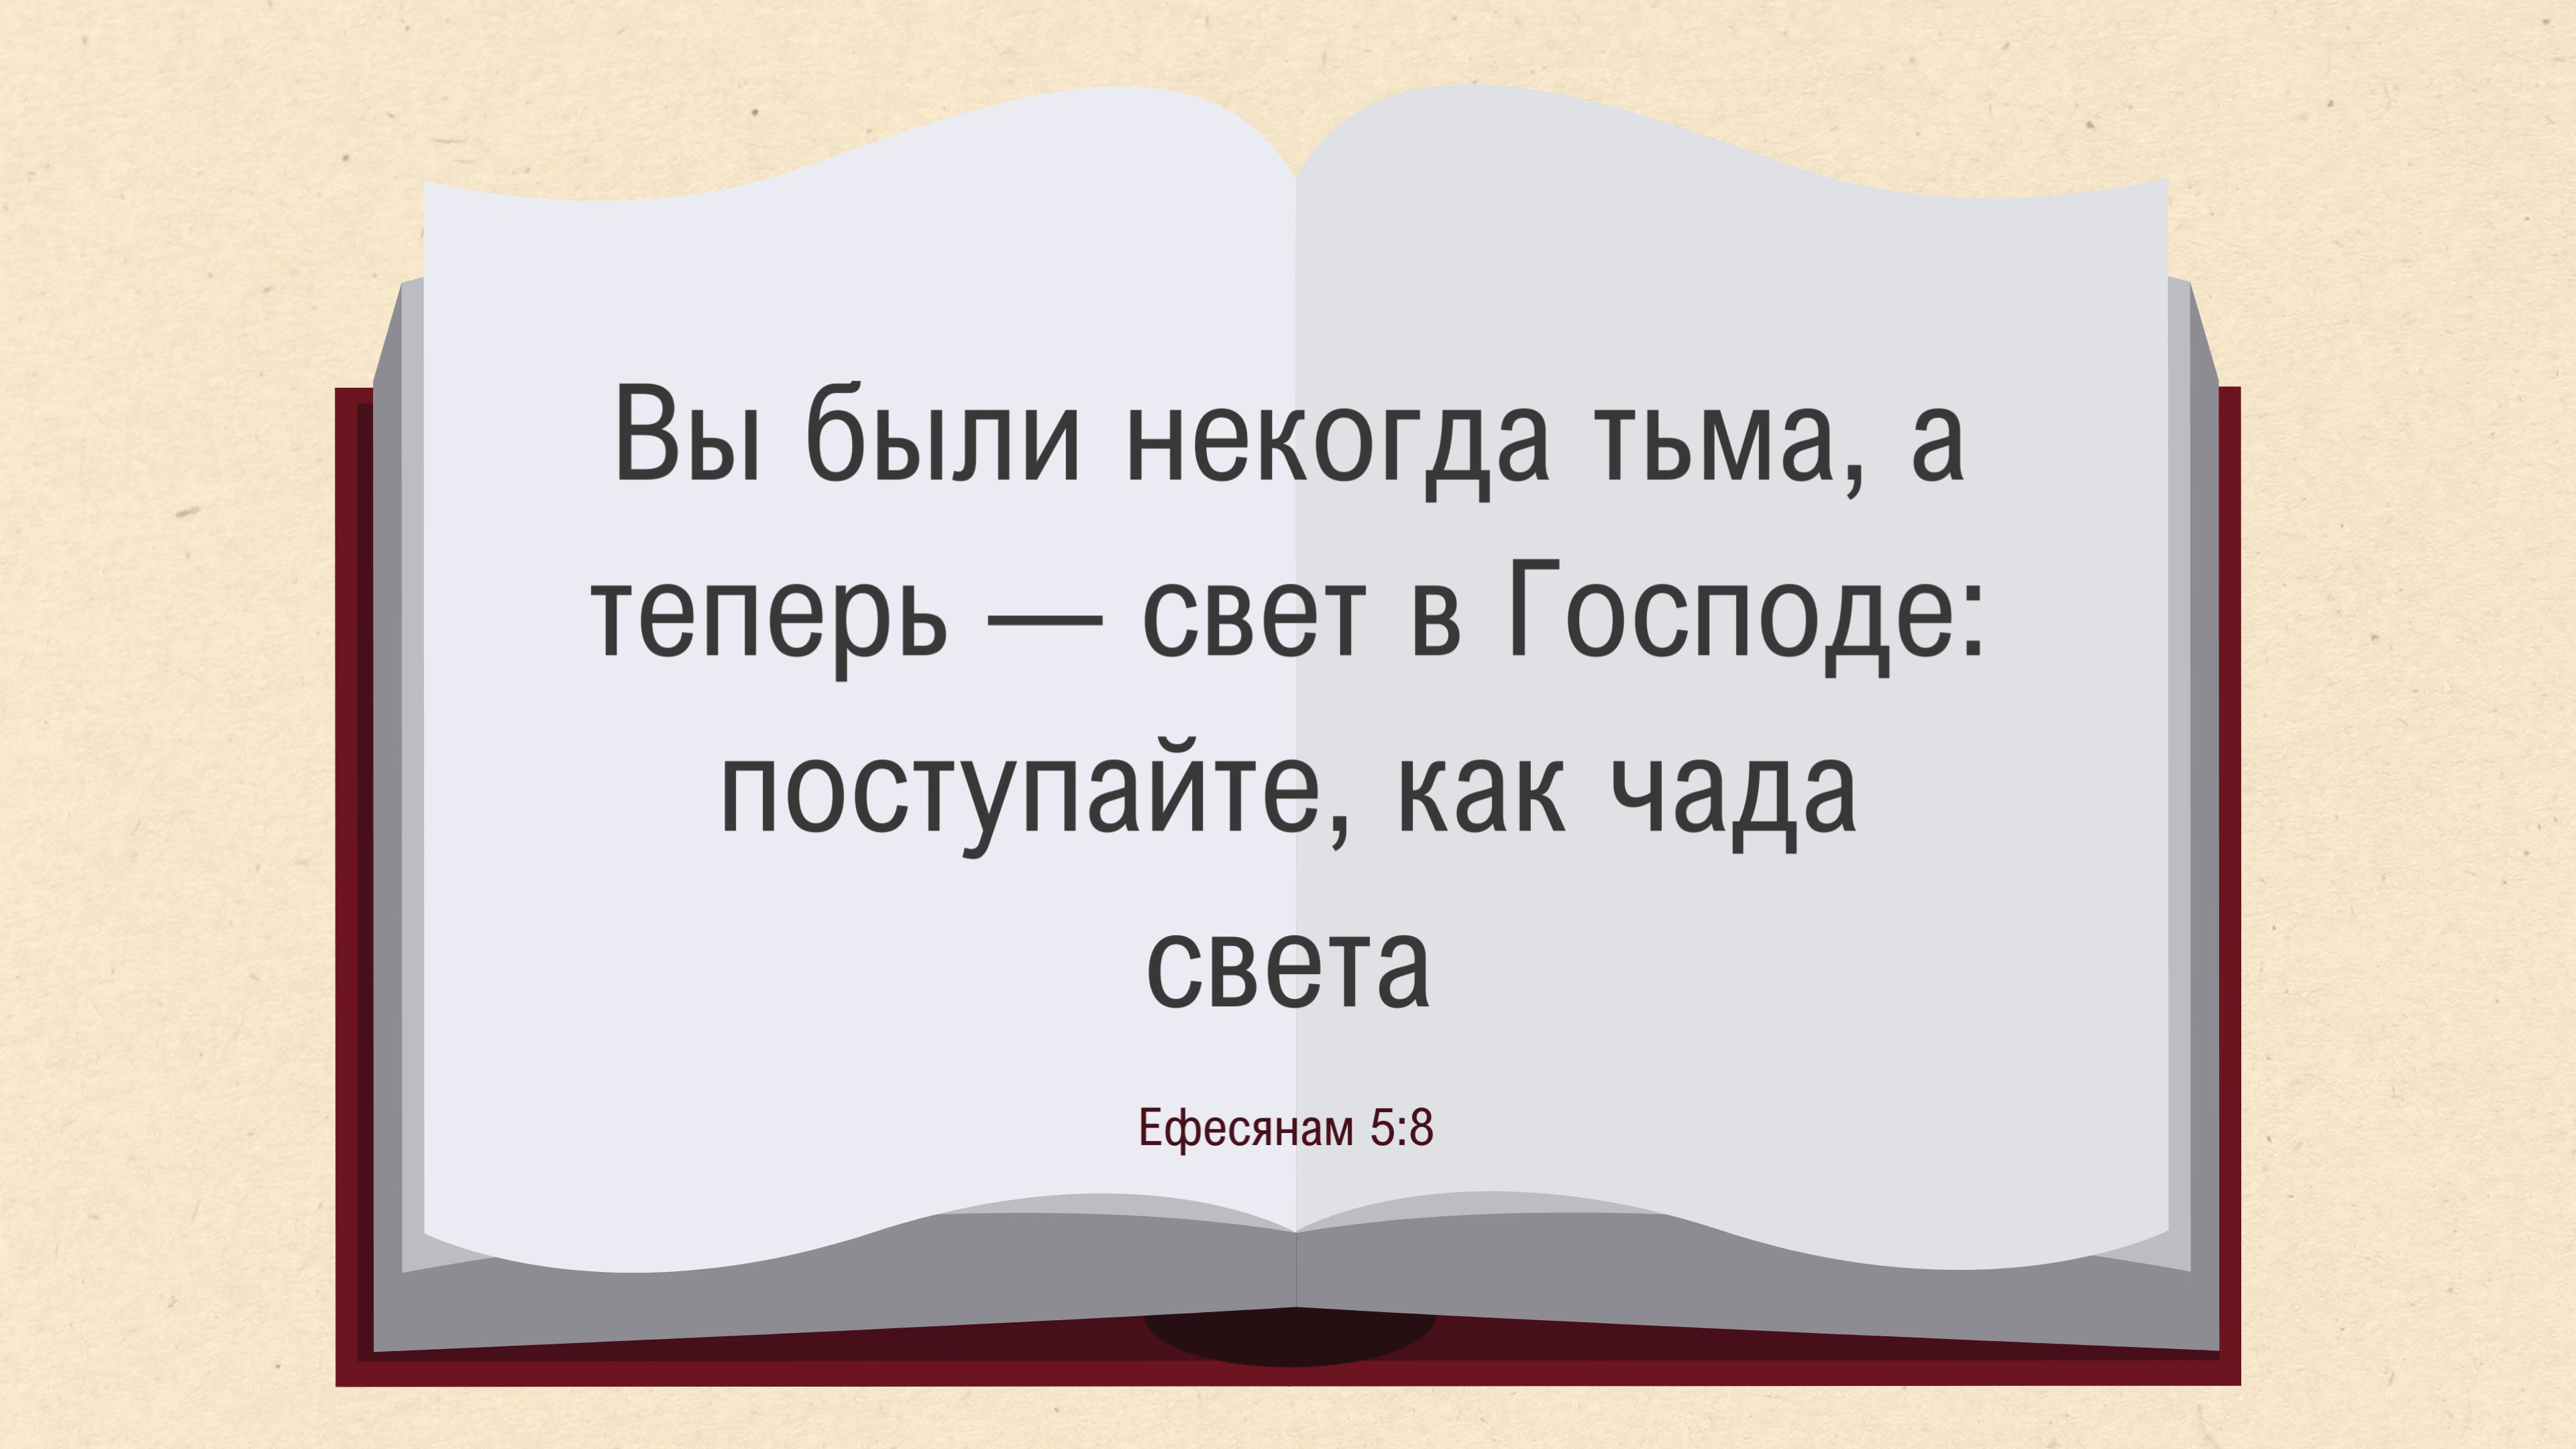 Вы были некогда тьма, а
теперь — свет в Господе:
поступайте, как чада
света
Ефесянам 5:8